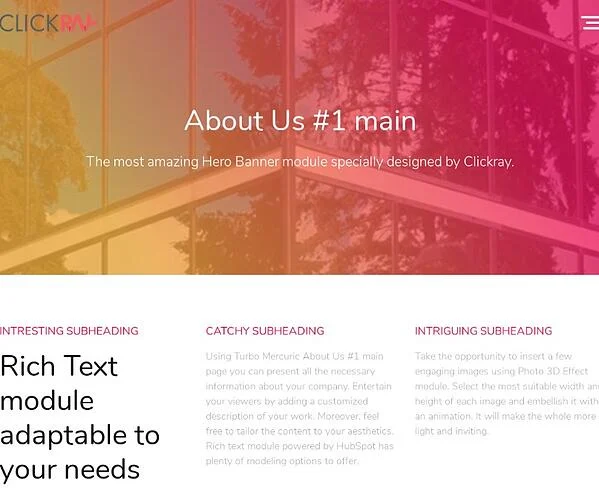 CLICKRAY
About Us #1 main
The most amazing Hero Banner module specially designed by Clickray.
INTRESTING SUBHEADING
Rich Text
module
adaptable to
your needs
CATCHY SUBHEADING
Using Turbo Mercuric About Us #1 main
page you can present all the necessary
information about your company. Entertain
your viewers by adding a customized
description of your work. Moreover, feel
free to tailor the content to your aesthetics.
Rich text module powered by HubSpot has
plenty of modeling options to offer.
INTRIGUING SUBHEADING
Take the opportunity to insert a few
engaging images using Photo 3D Effect
module. Select the most suitable width an
height of each image and embellish it with
an animation. It will make the whole more
light and inviting.